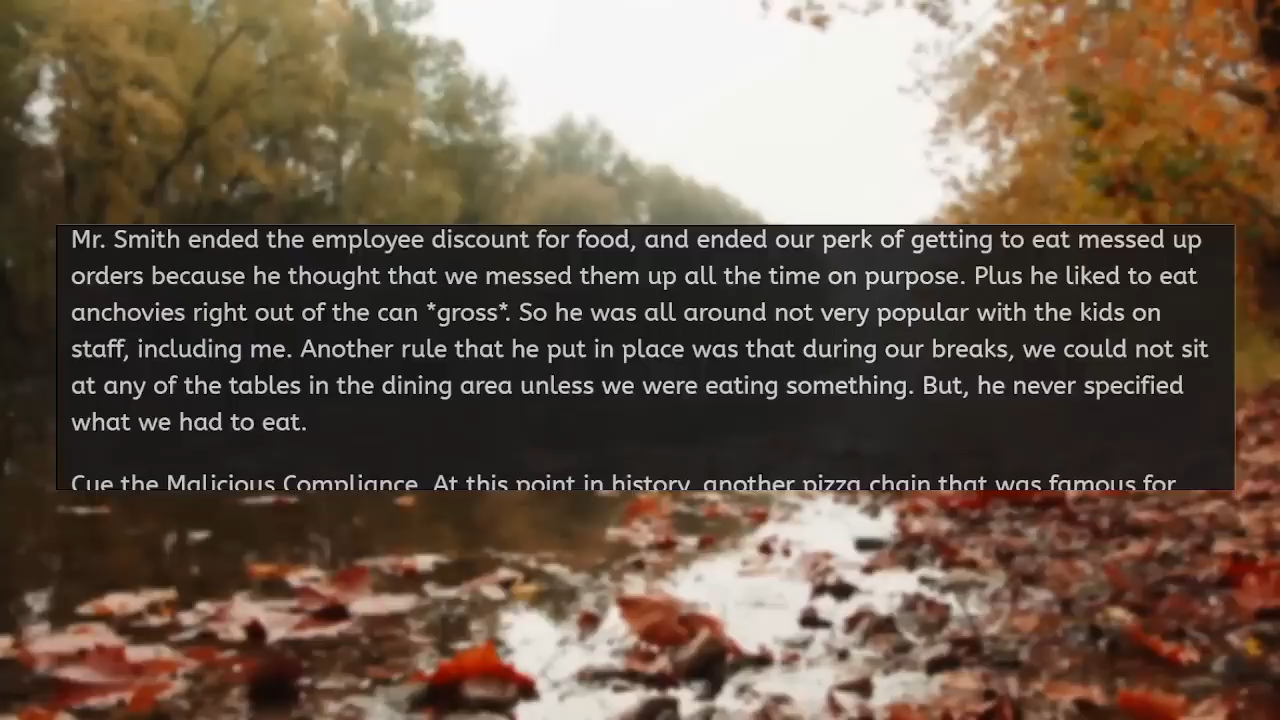 Mr. Smith ended the employee discount for food, and ended our perk of getting to eat messed up
orders because he thought that we messed them up all the time on purpose. Plus he liked to eat
anchovies right out of the can *gross*. So he was all around not very popular with the kids on
staff, including me. Another rule that he put in place was that during our breaks, we could not sit
at any of the tables in the dining area unless we were eating something. But, he never specified
what we had to eat.
Cue the Malicious Compliance. At this point in history, another pizza chain that was famous for